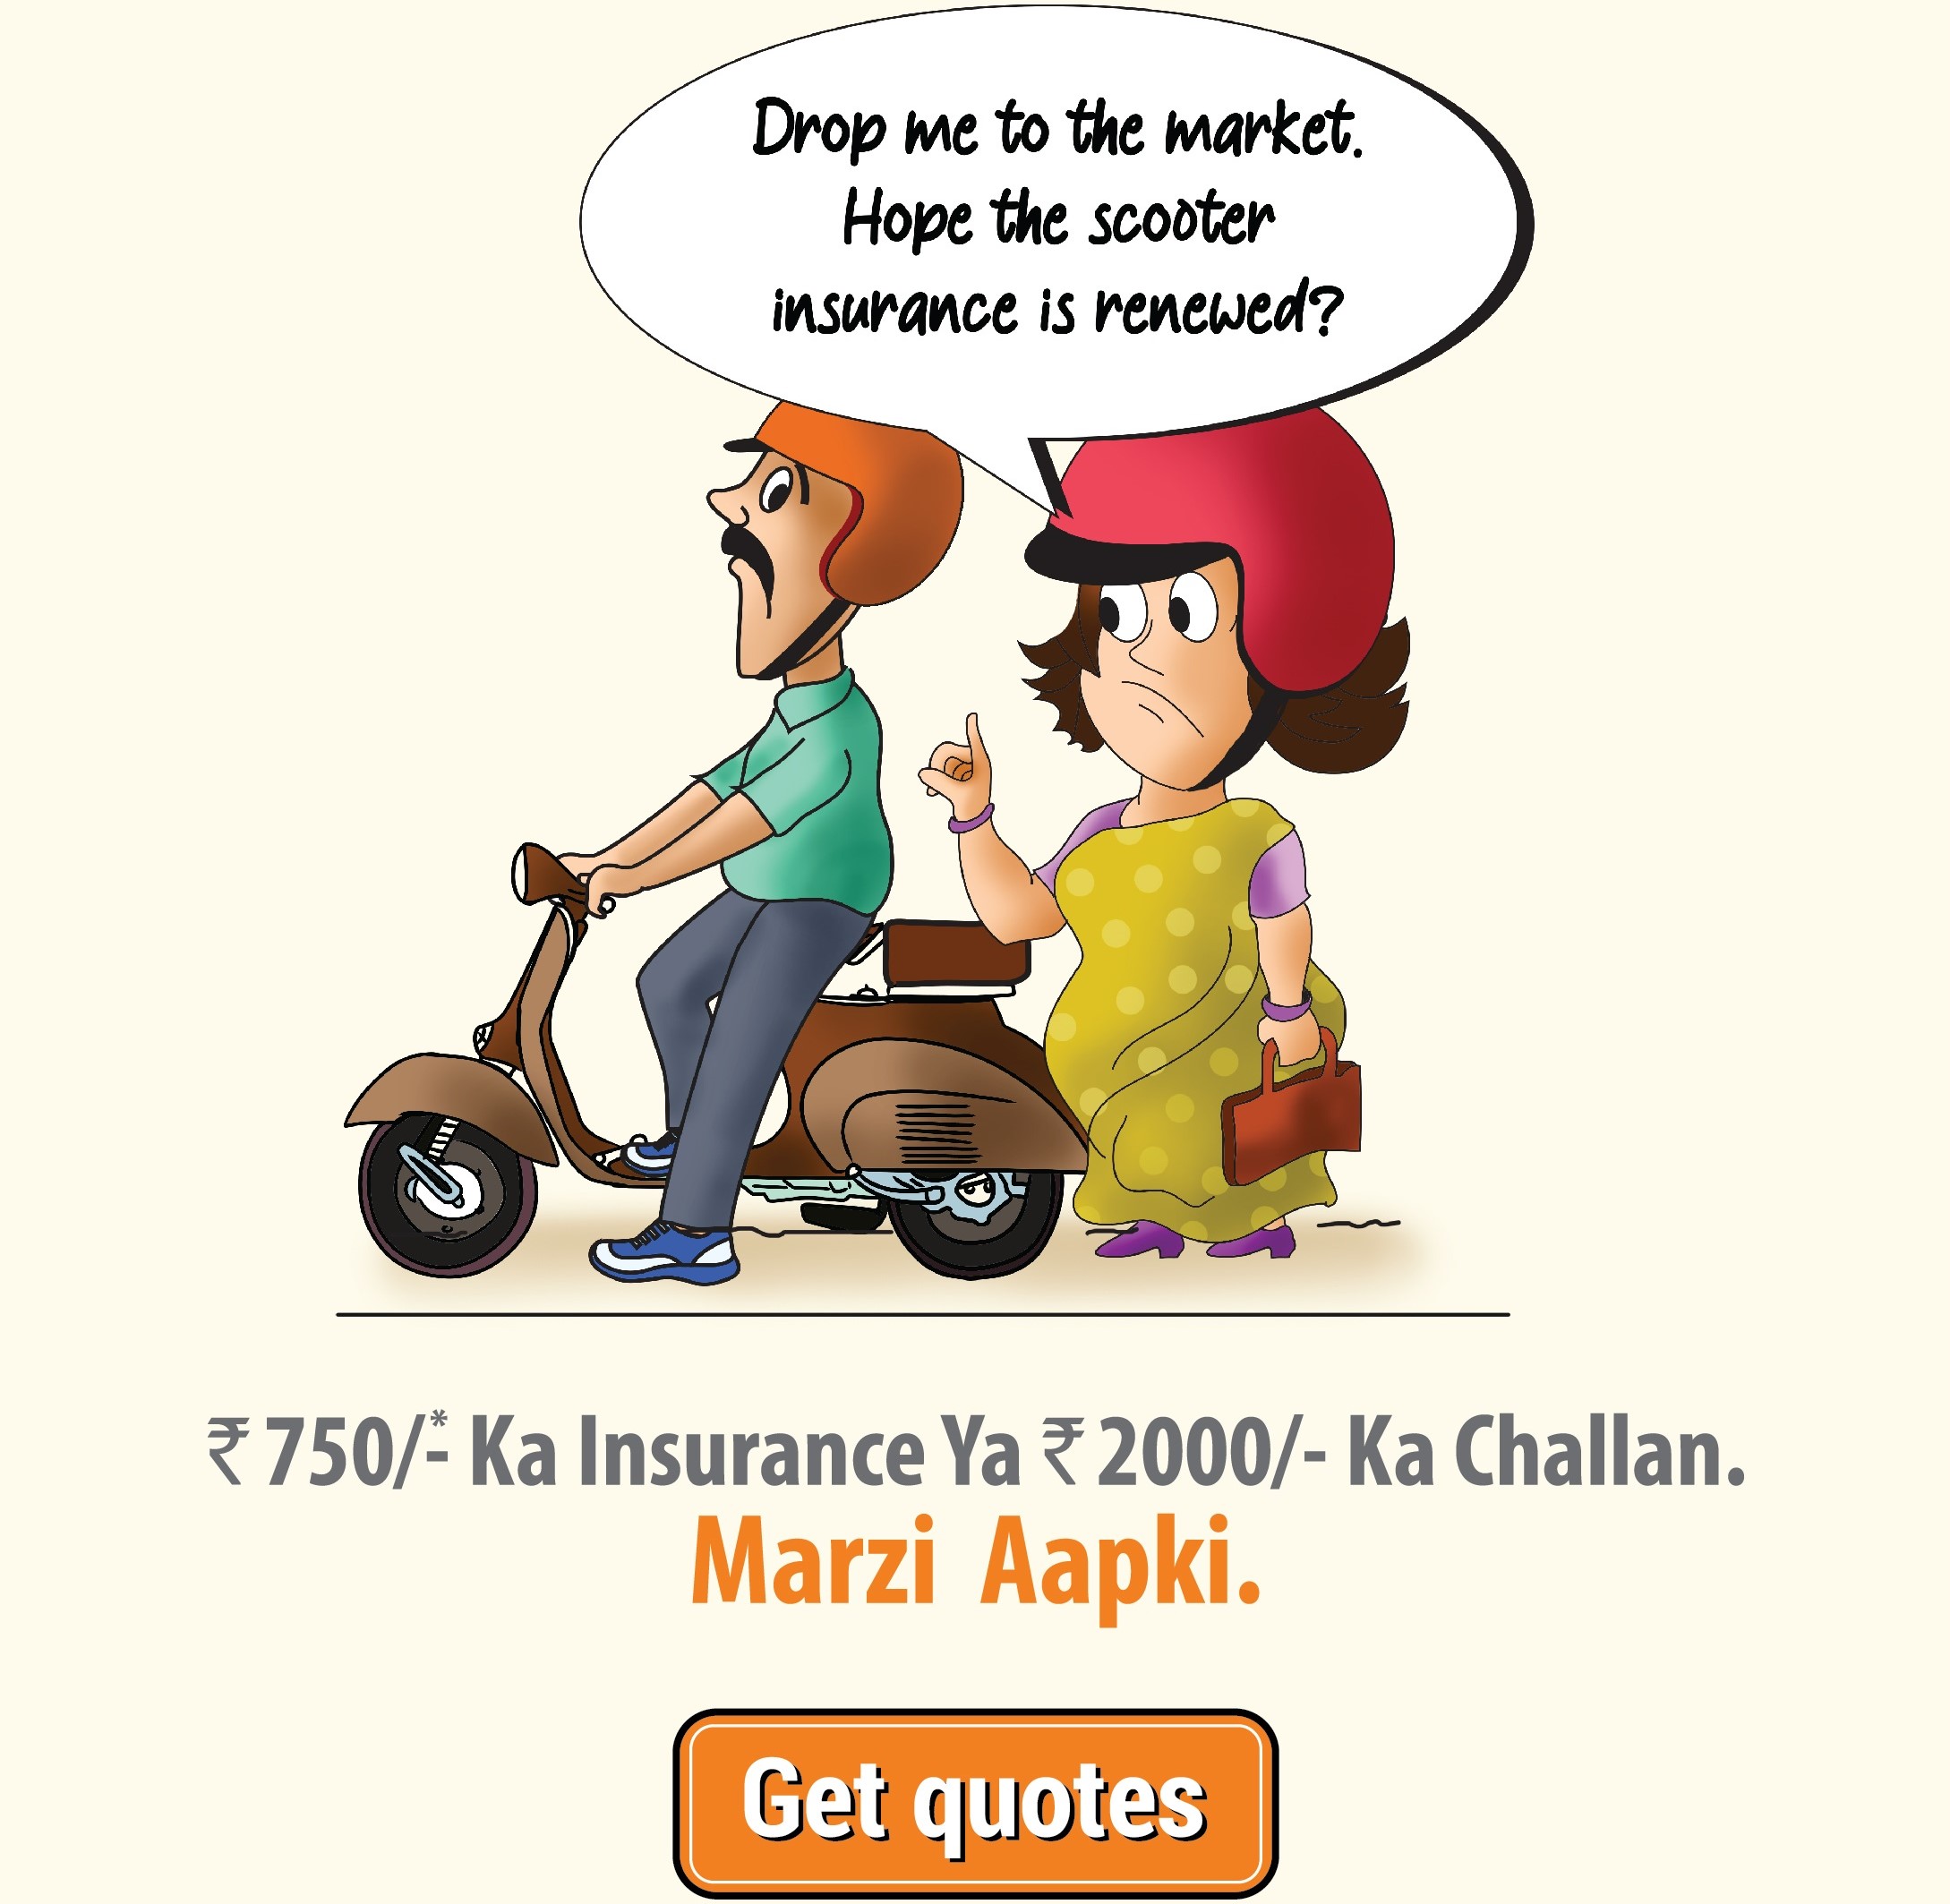 Drop me to the market.
Hope the scooter
insurance is renewed?
₹ 750/-* Ka Insurance Ya ₹ 2000/- Ka Challan.
Marzi Aapki.
Get quotes